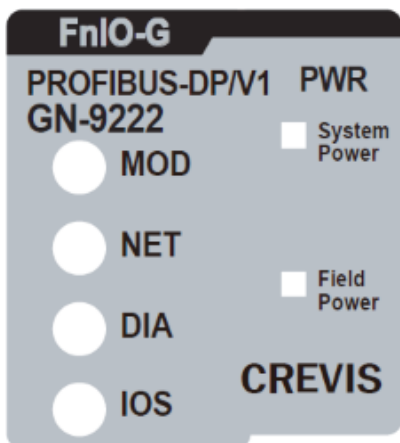 FnIO-G
PROFIBUS-DP/V1
GN-9222
MOD
NET
DIA
IOS
PWR
System
Power
Field
Power
CREVIS